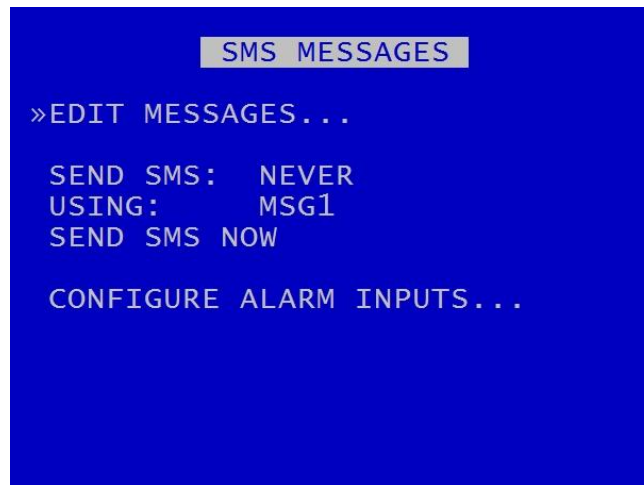 SMS MESSAGES
»EDIT MESSAGES...
SEND SMS: NEVER
USING: MSG1
SEND SMS NOW
CONFIGURE ALARM INPUTS...